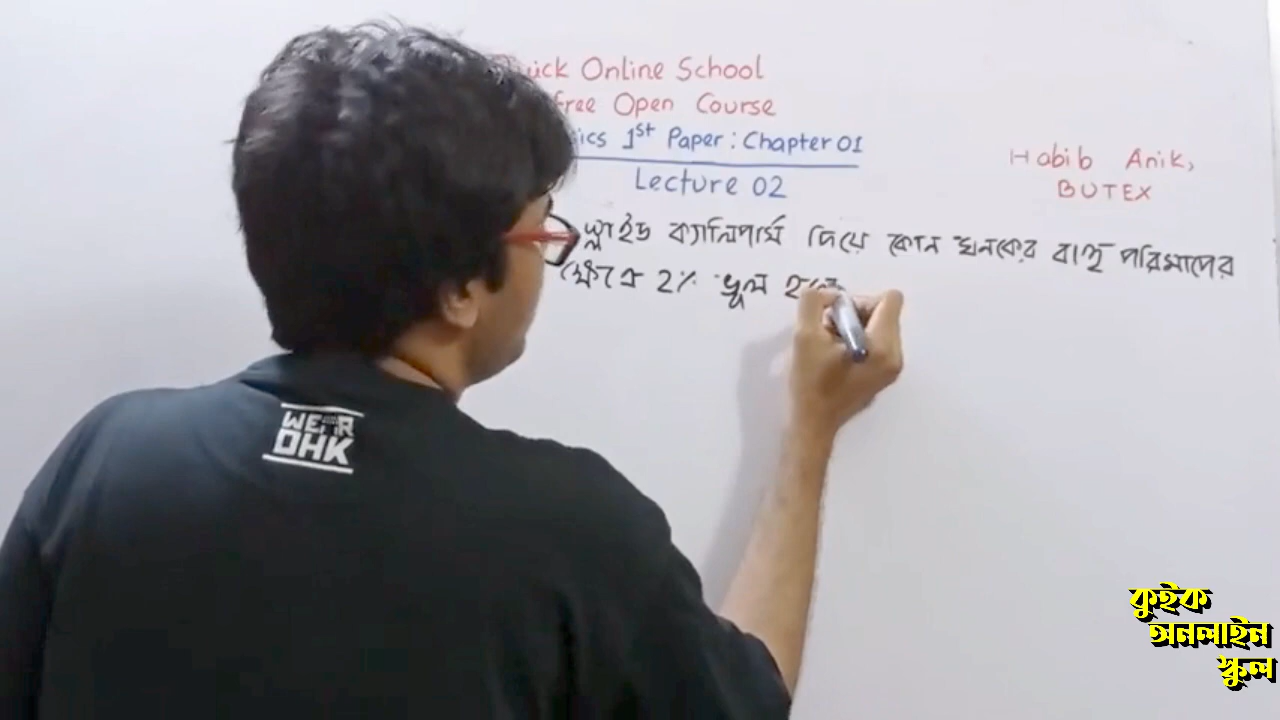 Quick Online School
free Open Course
ics 1st Paper : Chapter 01
Lecture 02
Habib Anik,
BUTEX
স্লাইড ক্যালিপার্স দিয়ে কোন ঘনকের বাহু পরিমাপের
ক্ষেত্রে 2% ভুল হলে
WE R
DHK
কুইক
অনলাইন
স্কুল